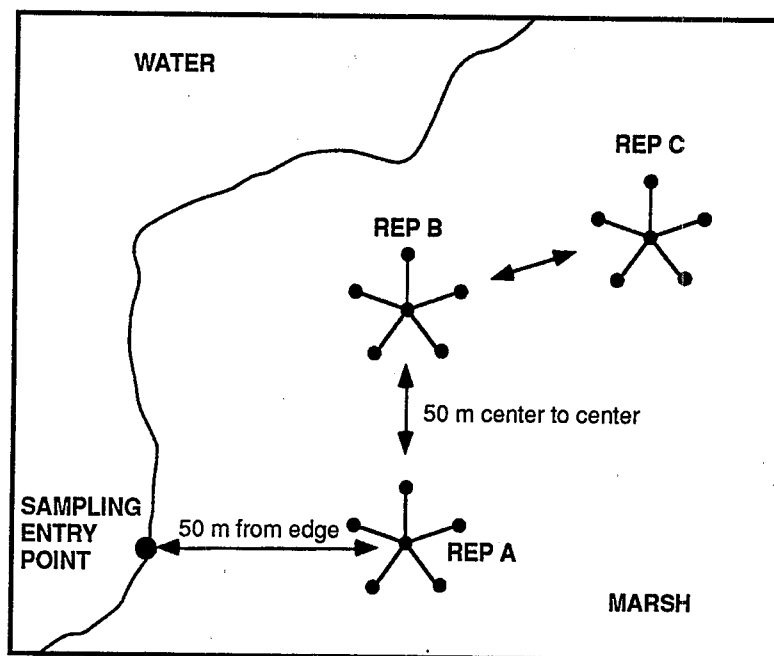 WATER
REP C
REP B
50 m center to center
SAMPLING
ENTRY
POINT
50 m from edge
REP A
MARSH